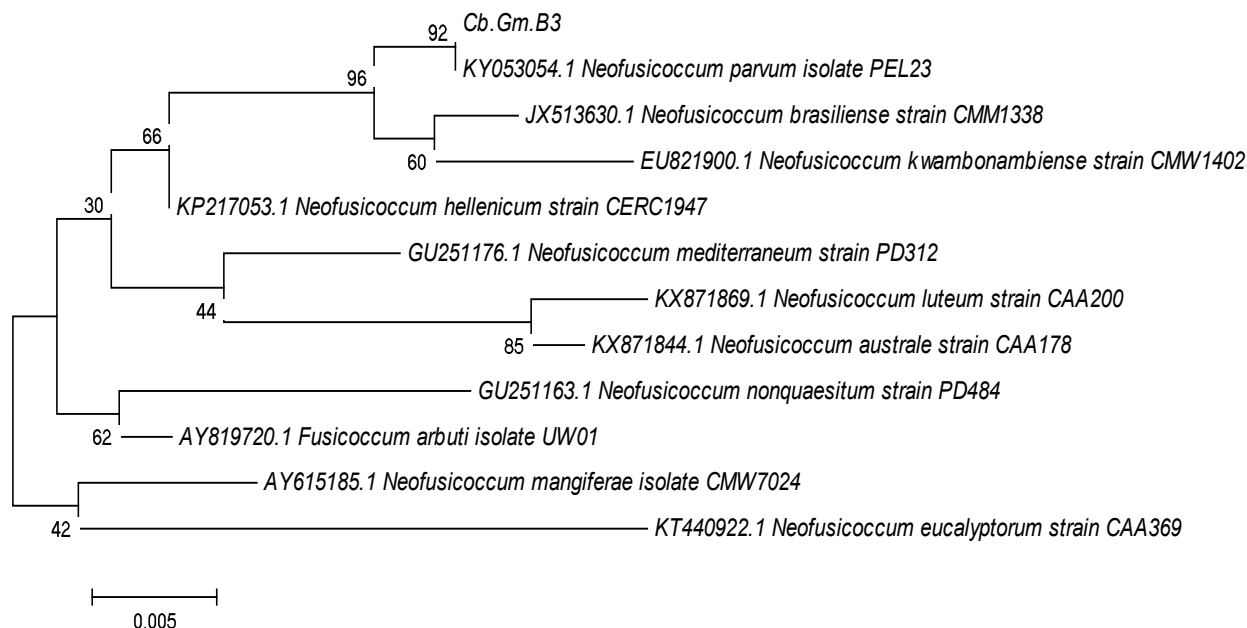 Cb.Gm.B3
92
KY053054.1 Neofusicoccum parvum isolate PEL23
96
JX513630.1 Neofusicoccum brasiliense strain CMM1338
66
60
EU821900.1 Neofusicoccum kwambonambiense strain CMW1402
30
KP217053.1 Neofusicoccum hellenicum strain CERC1947
GU251176.1 Neofusicoccum mediterraneum strain PD312
44
KX871869.1 Neofusicoccum luteum strain CAA200
85
KX871844.1 Neofusicoccum australe strain CAA178
GU251163.1 Neofusicoccum nonquaesitum strain PD484
62
AY819720.1 Fusicoccum arbuti isolate UW01
AY615185.1 Neofusicoccum mangiferae isolate CMW7024
42
KT440922.1 Neofusicoccum eucalyptorum strain CAA369
0.005